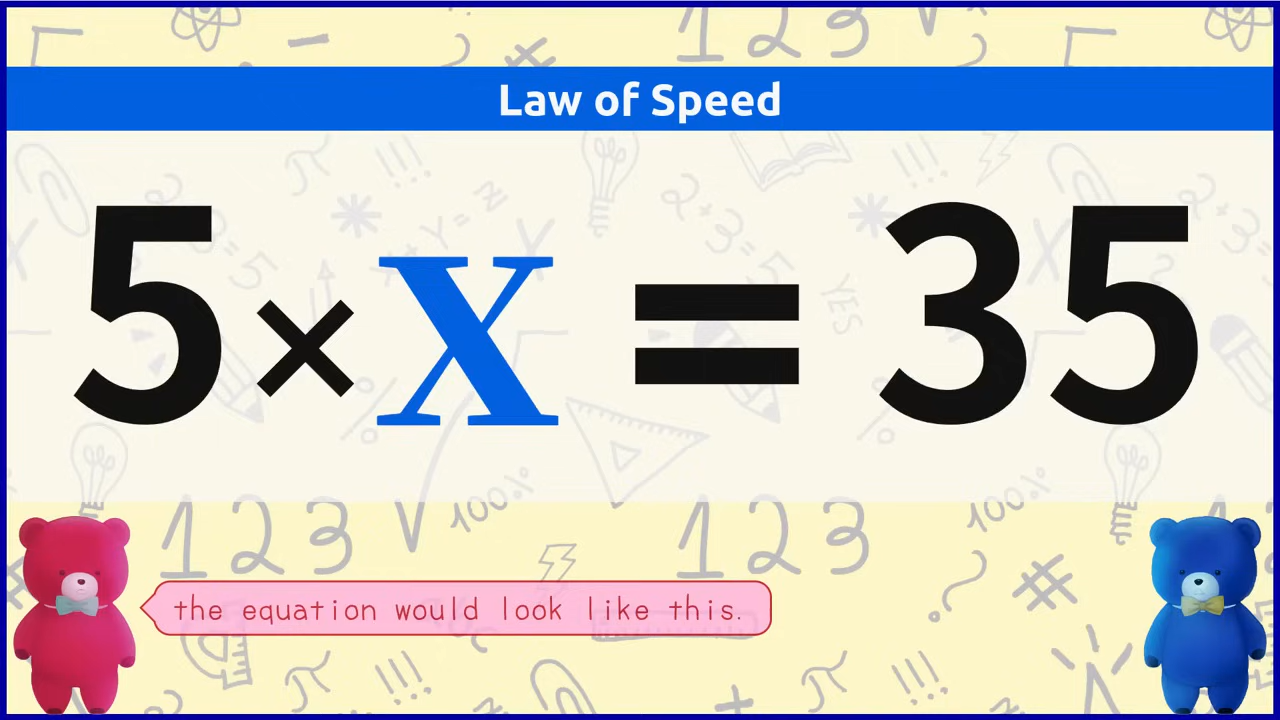 Law of Speed
5×x = 35
the equation would look like this.